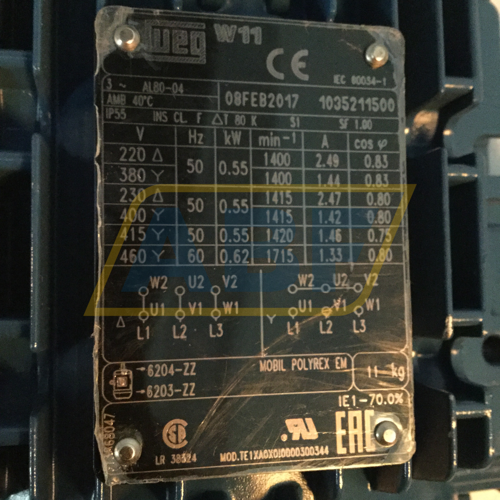 WEG W11
CE
IEC 60034-1
3 ~ AL80-04
AMB 40°C
08FEB2017 1035211500
IP55 INS CL. F ΔT 80 K S1 SF 1.00
V Hz kW min-1 A cos φ
220 Δ 50 0.55 1400 2.49 0.83
380 Y 1400 1.44 0.83
230 Δ 50 0.55 1415 2.47 0.80
400 Y 1415 1.42 0.80
415 Y 50 0.55 1420 1.46 0.75
460 Y 60 0.62 1715 1.33 0.80
W2 U2 V2 W2 U2 V2
U1 V1 W1 U1 V1 W1
Δ L1 L2 L3 Y L1 L2 L3
→6204-ZZ MOBIL POLYREX EM 11 kg
→6203-ZZ
IE1-70.0%
LR 38324
MOD.TE1XA0X0J0000300344
EAC